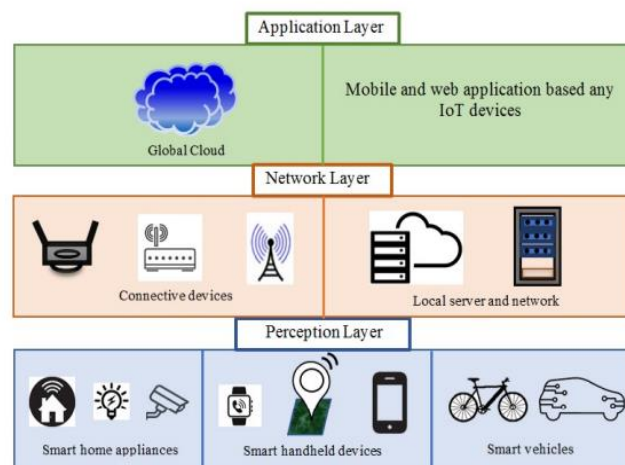 Application Layer
Global Cloud
Mobile and web application based any
IoT devices
Network Layer
Connective devices
Local server and network
Perception Layer
Smart home appliances
Smart handheld devices
Smart vehicles